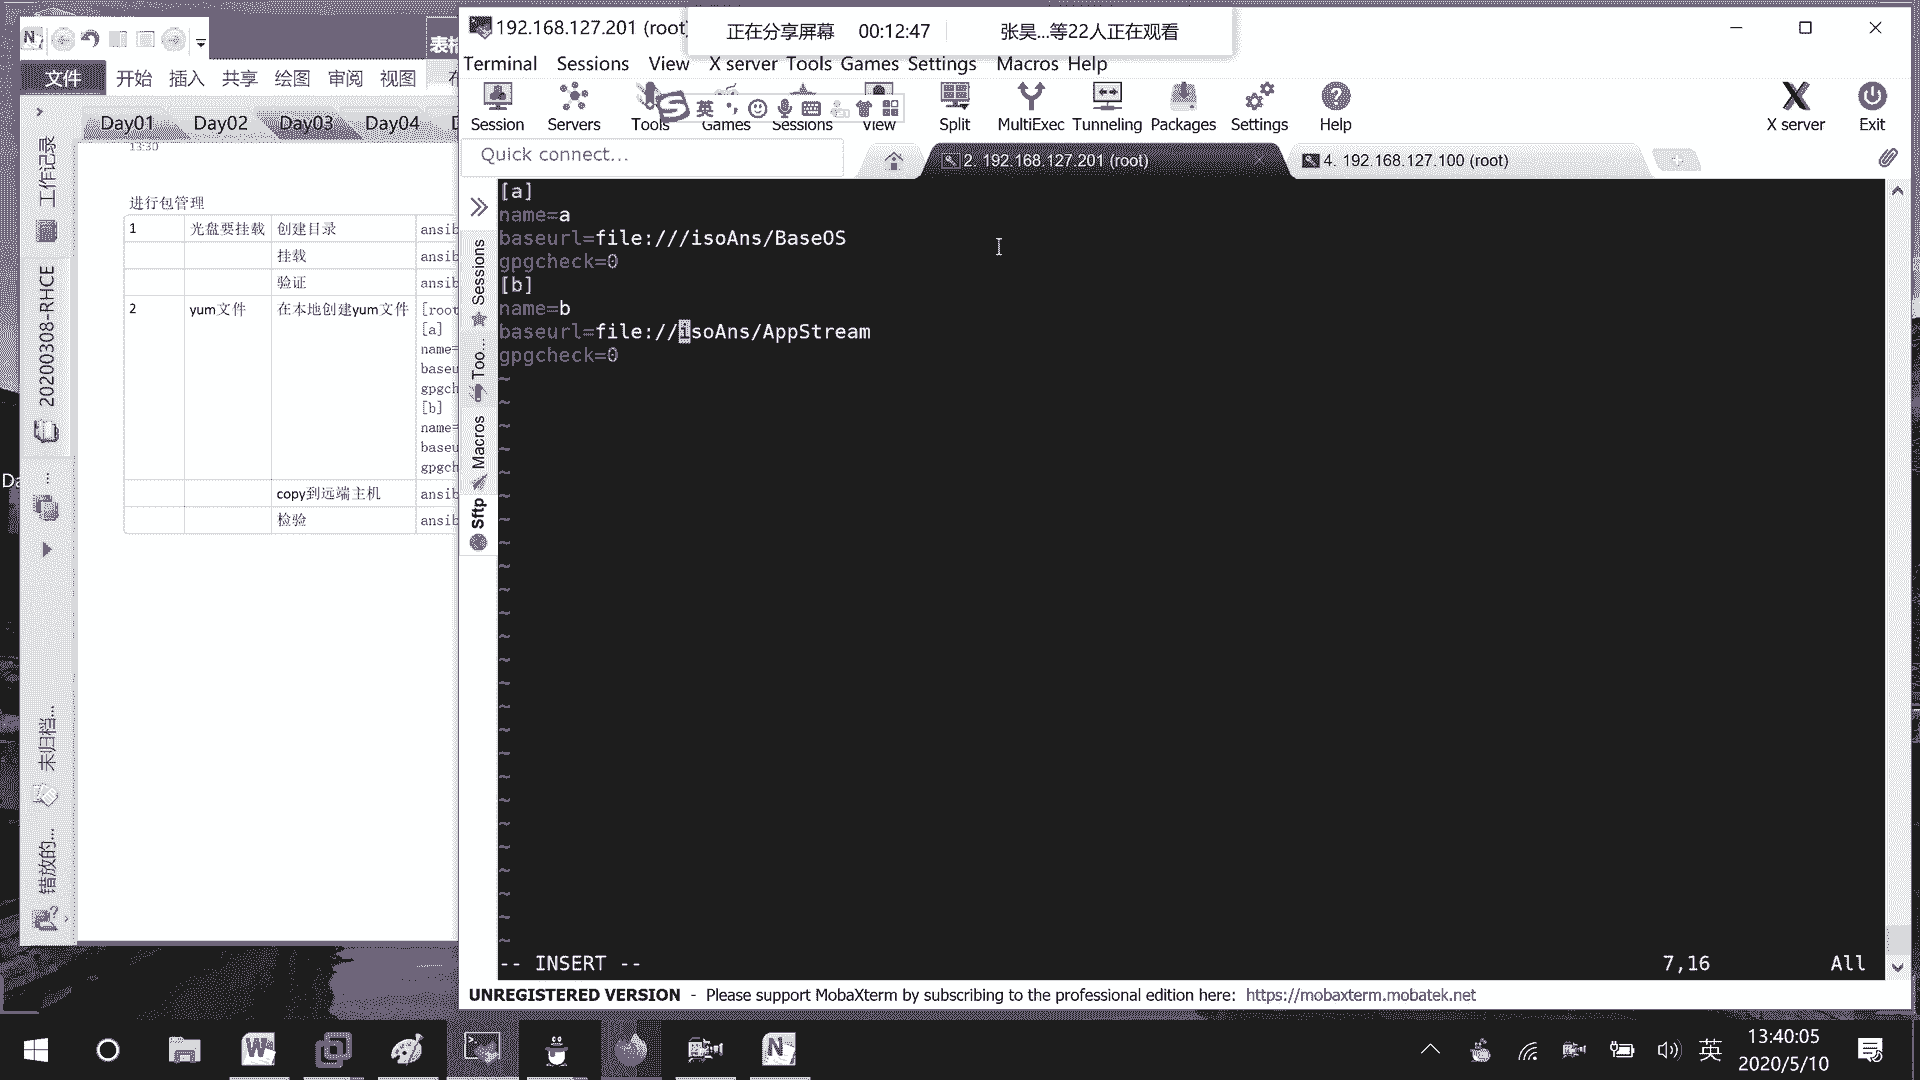 192.168.127.201 (root)
正在分享屏幕 00:12:47 张昊...等22人正在观看
Terminal Sessions View X server Tools Games Settings Macros Help
Session Servers Tools Games Sessions View Split MultiExec Tunneling Packages Settings Help X server Exit
英
Quick connect...
2. 192.168.127.201 (root)
4. 192.168.127.100 (root)
文件 开始 插入 共享 绘图 审阅 视图
表格
Day01 Day02 Day03 Day04
13:30
进行包管理
1 光盘要挂载 创建目录 ansib
挂载 ansib
验证 ansib
2 yum文件 在本地创建yum文件 [root
[a]
name=
baseu
gpgch
[b]
name=
baseu
gpgch
copy到远端主机 ansib
检验 ansib
工作记录
20200308-RHCE
未归档...
错放的...
Sessions
Too...
Macros
Sftp
[a]
name=a
baseurl=file:///isoAns/BaseOS
gpgcheck=0
[b]
name=b
baseurl=file://isoAns/AppStream
gpgcheck=0
-- INSERT -- 7,16 All
UNREGISTERED VERSION - Please support MobaXterm by subscribing to the professional edition here: https://mobaxterm.mobatek.net
英
13:40:05
2020/5/10